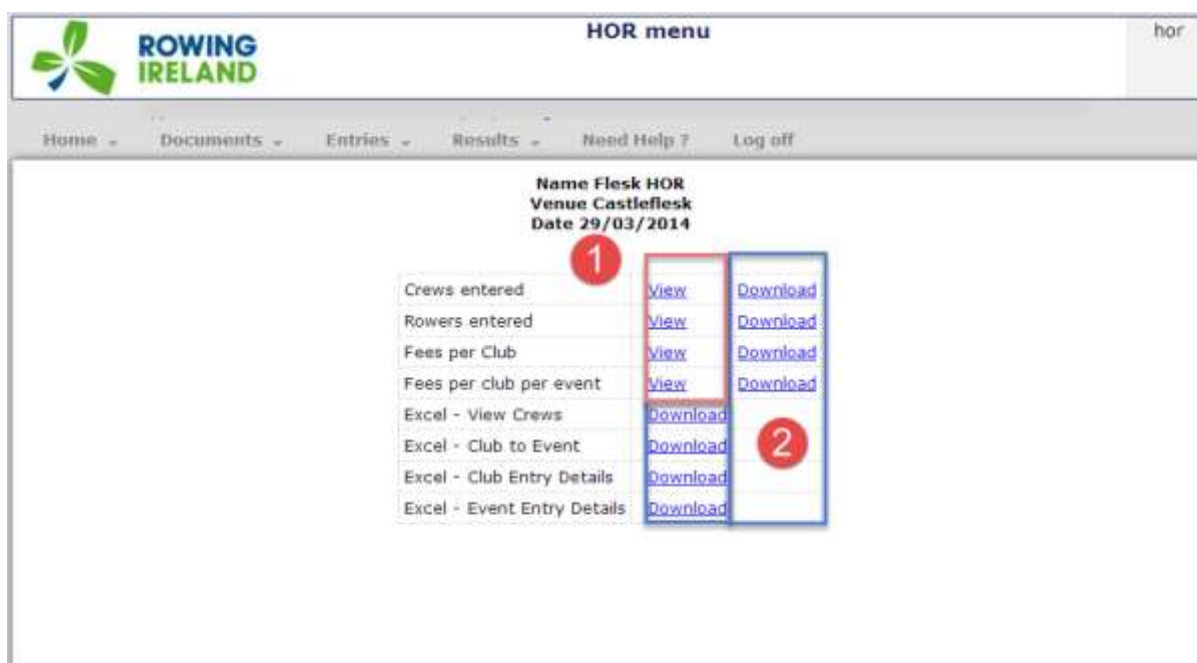 ROWING
IRELAND
HOR menu
hor
Home
Documents
Entries
Results
Need Help ?
Log off
Name Flesk HOR
Venue Castleflesk
Date 29/03/2014
1
Crews entered View Download
Rowers entered View Download
Fees per Club View Download
Fees per club per event View Download
Excel - View Crews Download
Excel - Club to Event Download
2
Excel - Club Entry Details Download
Excel - Event Entry Details Download